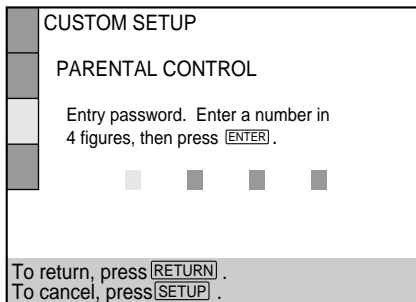 CUSTOM SETUP
PARENTAL CONTROL
Entry password. Enter a number in
4 figures, then press ENTER .
To return, press RETURN .
To cancel, press SETUP .